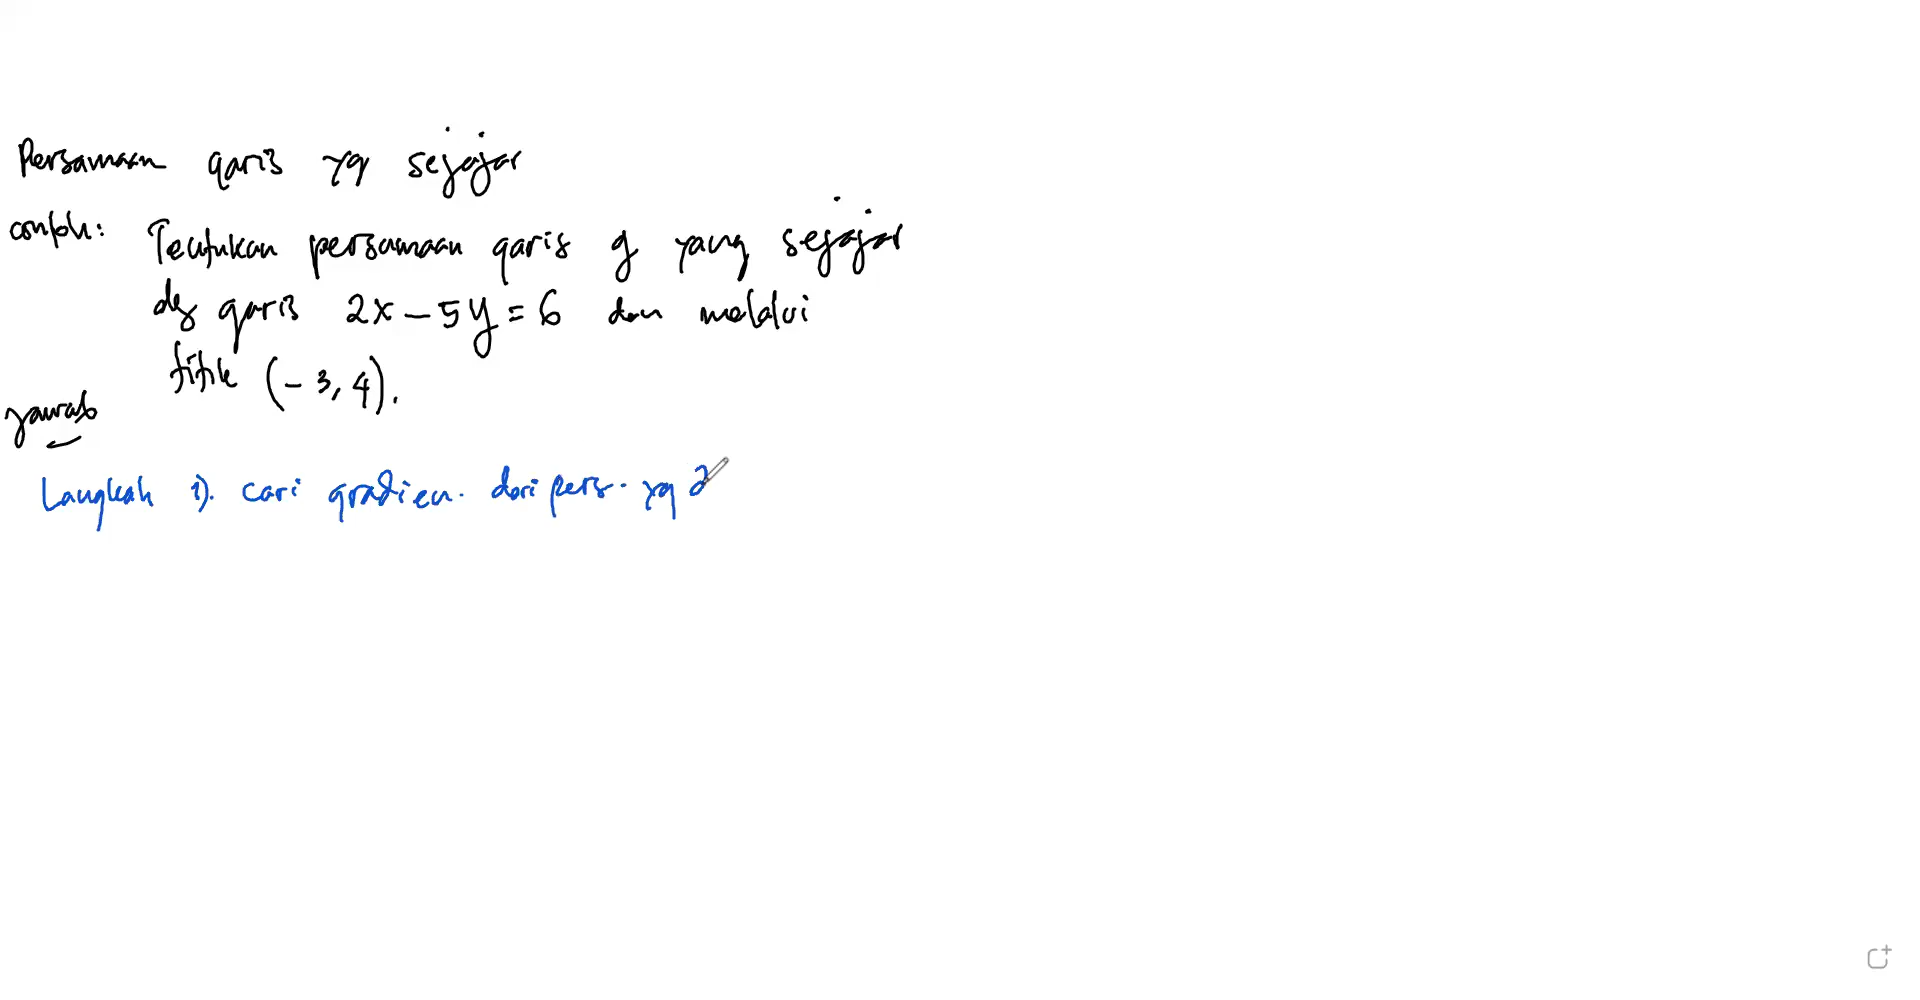 Persamaan garis yg sejajar
contoh: Tentukan persamaan garis g yang sejajar
dg garis 2x - 5y = 6 dan melalui
titik (-3, 4).
Jawab
Langkah 1). cari gradien. dari pers. yg d